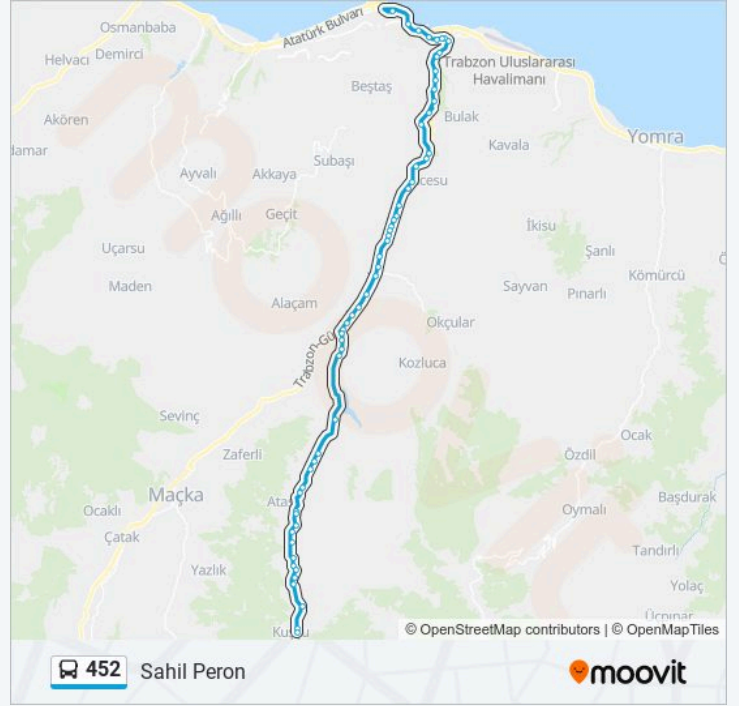 Osmanbaba
Atatürk Bulvarı
Helvacı
Demirci
Trabzon Uluslararası
Havalimanı
Beştaş
Akören
Bulak
Yomra
Kavala
Subaşı
Ayvalı
Akkaya
Ağıllı
Geçit
İkisu
Uçarsu
Şanlı
Kömürcü
Maden
Sayvan
Pınarlı
Alaçam
Okçular
Kozluca
Sevinç
Ocak
Zaferli
Özdil
Maçka
Başdurak
Ocaklı
Oymalı
Çatak
Tandırlı
Yazlık
Yolaç
© OpenStreetMap contributors | © OpenMapTiles
452 Sahil Peron
moovit